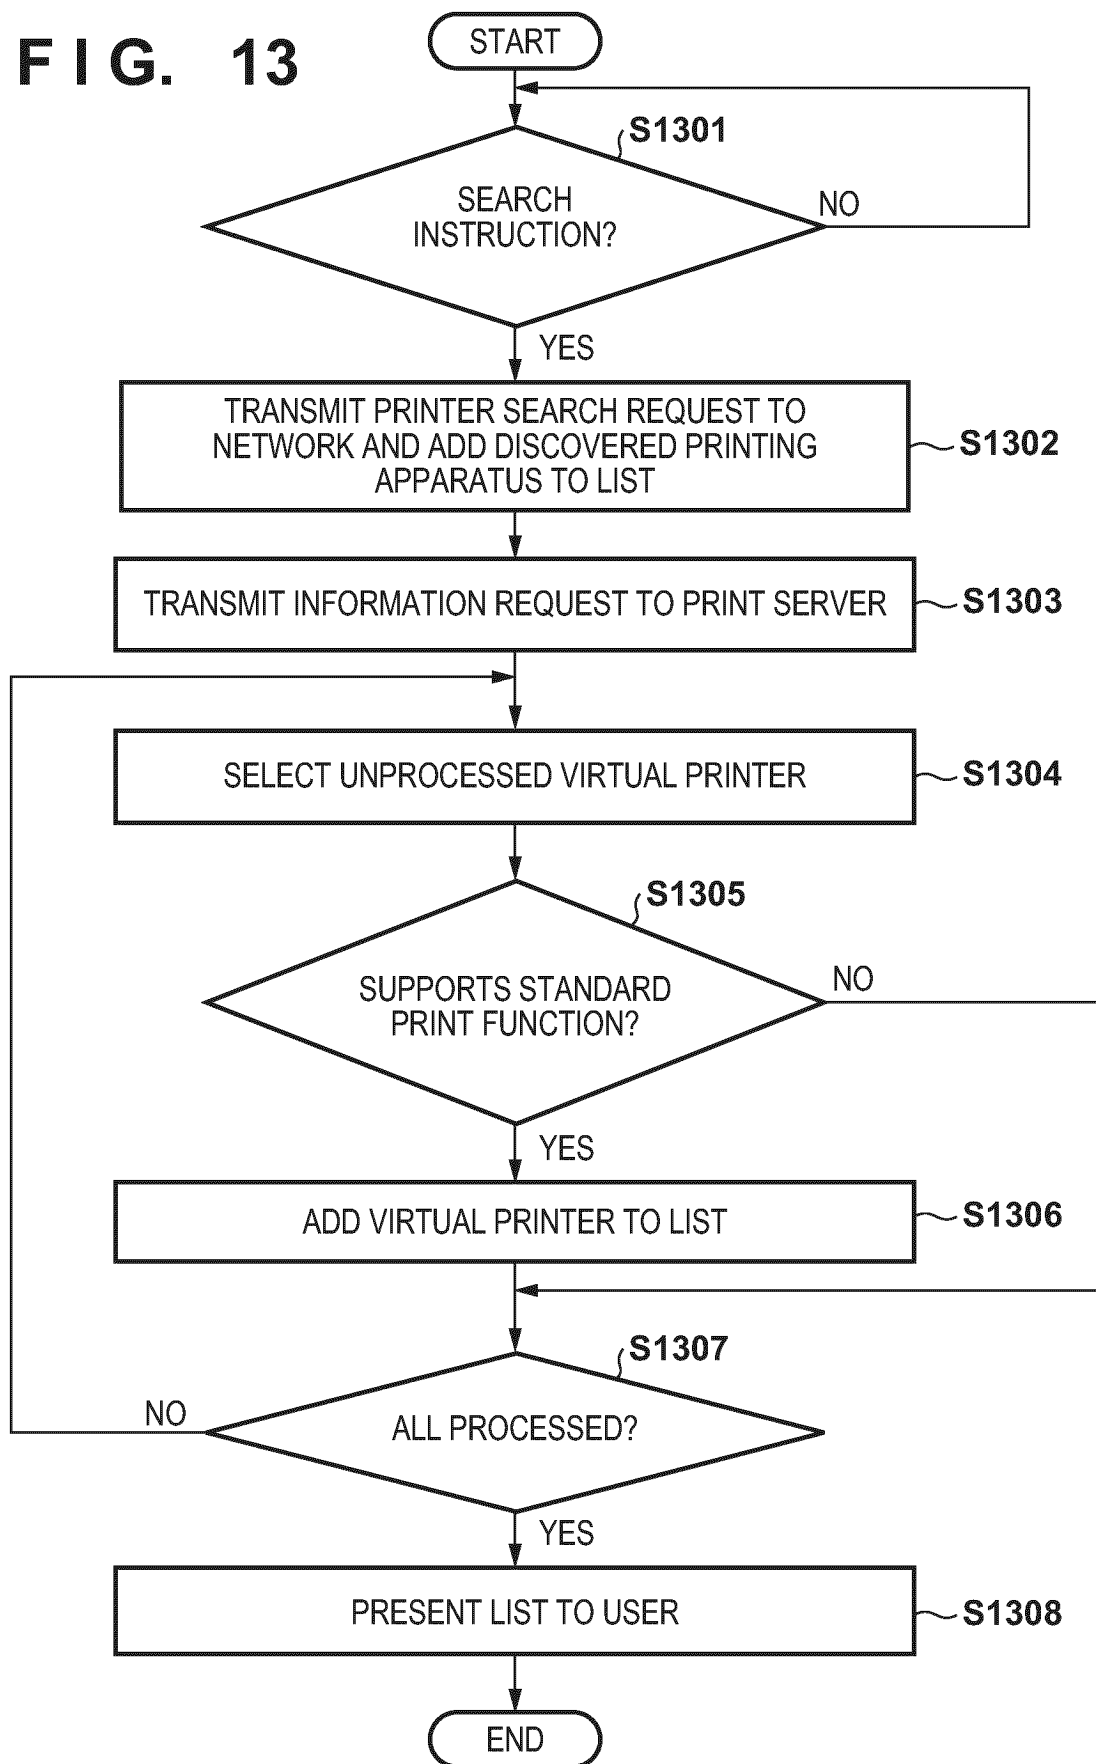 FIG. 13
START
S1301
SEARCH
INSTRUCTION?
NO
YES
TRANSMIT PRINTER SEARCH REQUEST TO
NETWORK AND ADD DISCOVERED PRINTING
APPARATUS TO LIST
S1302
TRANSMIT INFORMATION REQUEST TO PRINT SERVER
S1303
SELECT UNPROCESSED VIRTUAL PRINTER
S1304
S1305
SUPPORTS STANDARD
PRINT FUNCTION?
NO
YES
ADD VIRTUAL PRINTER TO LIST
S1306
S1307
ALL PROCESSED?
NO
YES
PRESENT LIST TO USER
S1308
END